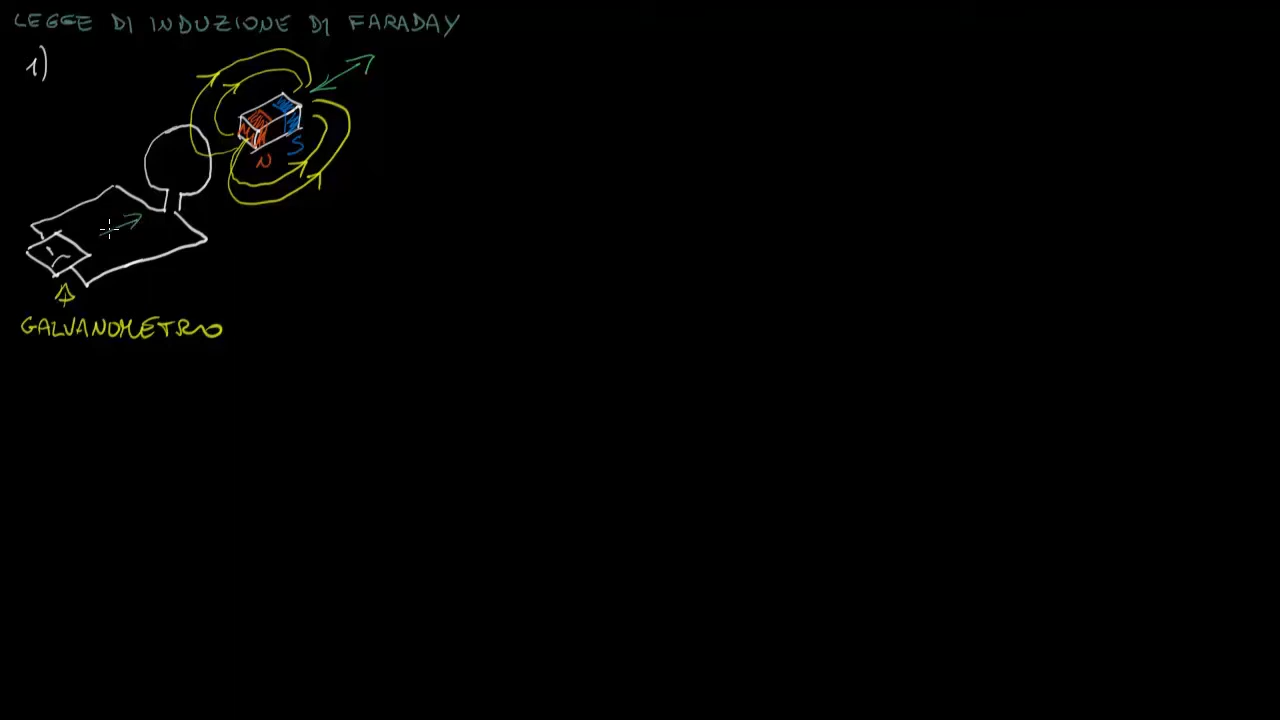 LEGGE DI INDUZIONE DI FARADAY
1)
N
N S
GALVANOMETRO